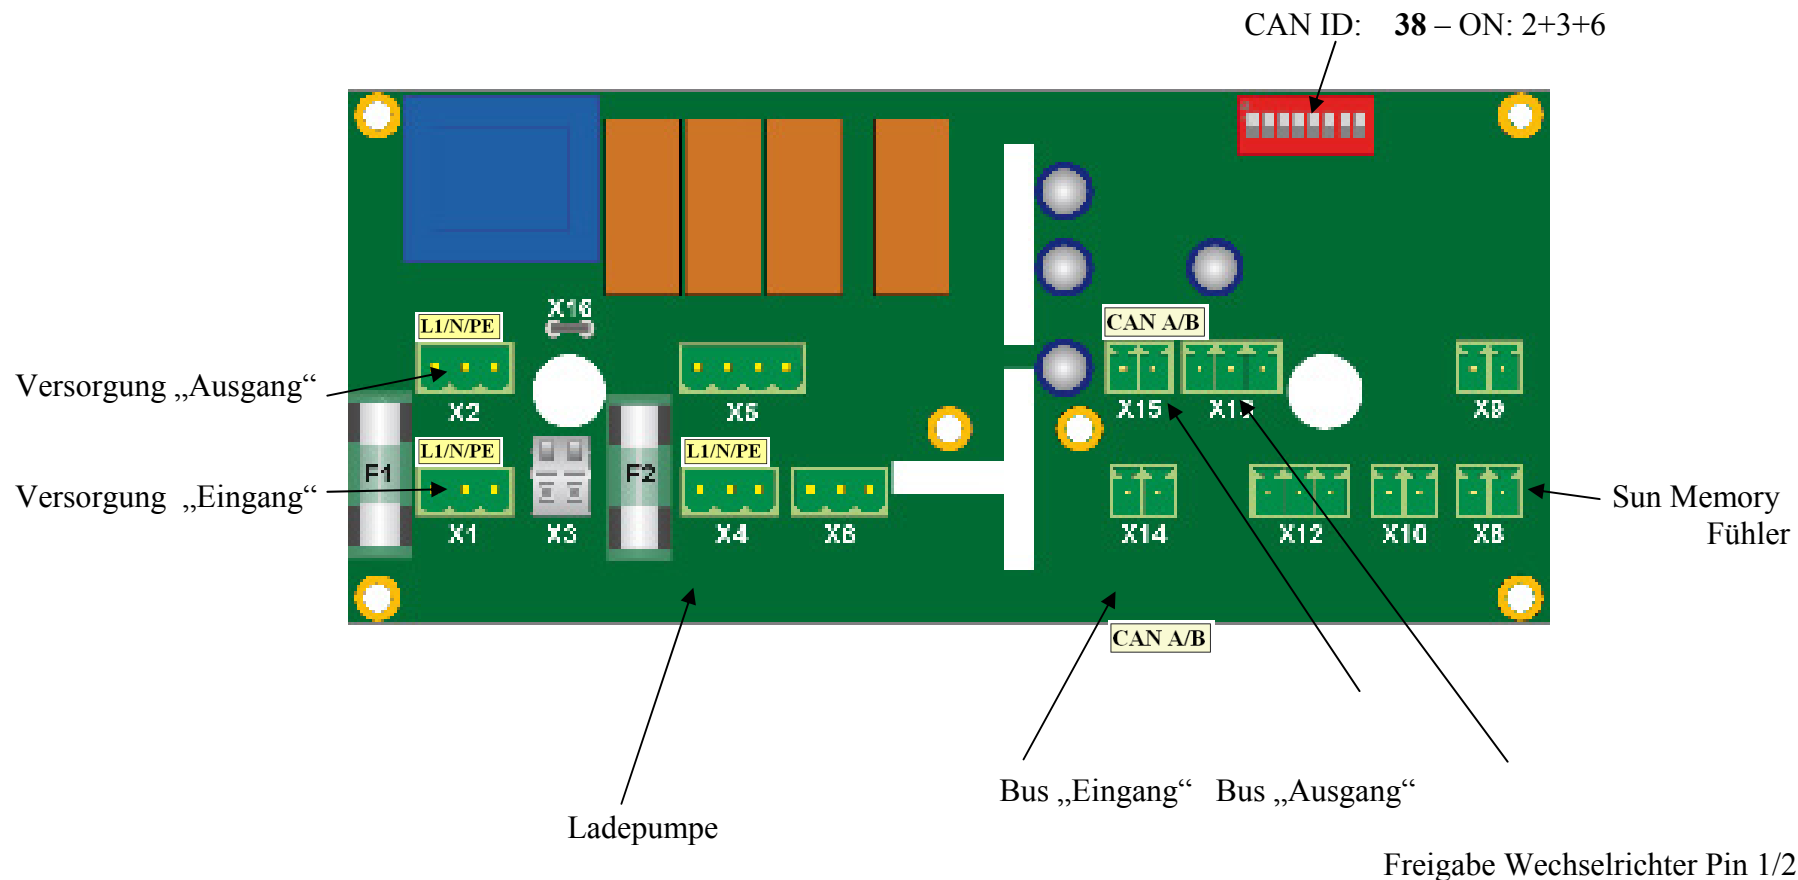 CAN ID: 38 – ON: 2+3+6
X16
L1/N/PE
CAN A/B
Versorgung „Ausgang“
X2
X5
X15
X9
L1/N/PE
L1/N/PE
F1
F2
Versorgung „Eingang“
Sun Memory
Fühler
X1
X3
X4
X6
X14
X12
X10
X8
CAN A/B
Bus „Eingang“ Bus „Ausgang“
Ladepumpe
Freigabe Wechselrichter Pin 1/2